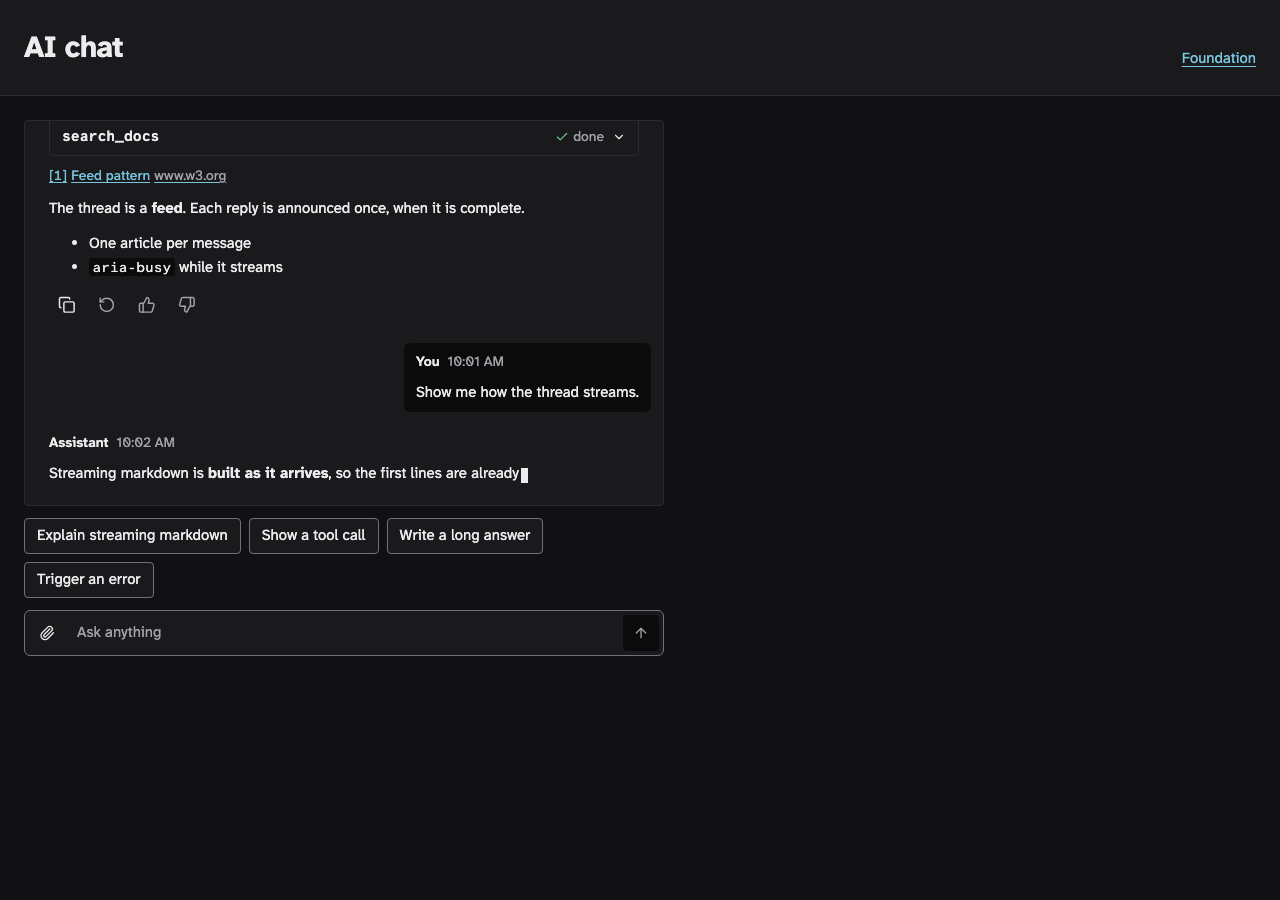 AI chat
Foundation
search_docs
done
[1] Feed pattern www.w3.org
The thread is a feed. Each reply is announced once, when it is complete.
• One article per message
• aria-busy while it streams
You 10:01 AM
Show me how the thread streams.
Assistant 10:02 AM
Streaming markdown is built as it arrives, so the first lines are already
Explain streaming markdown
Show a tool call
Write a long answer
Trigger an error
Ask anything